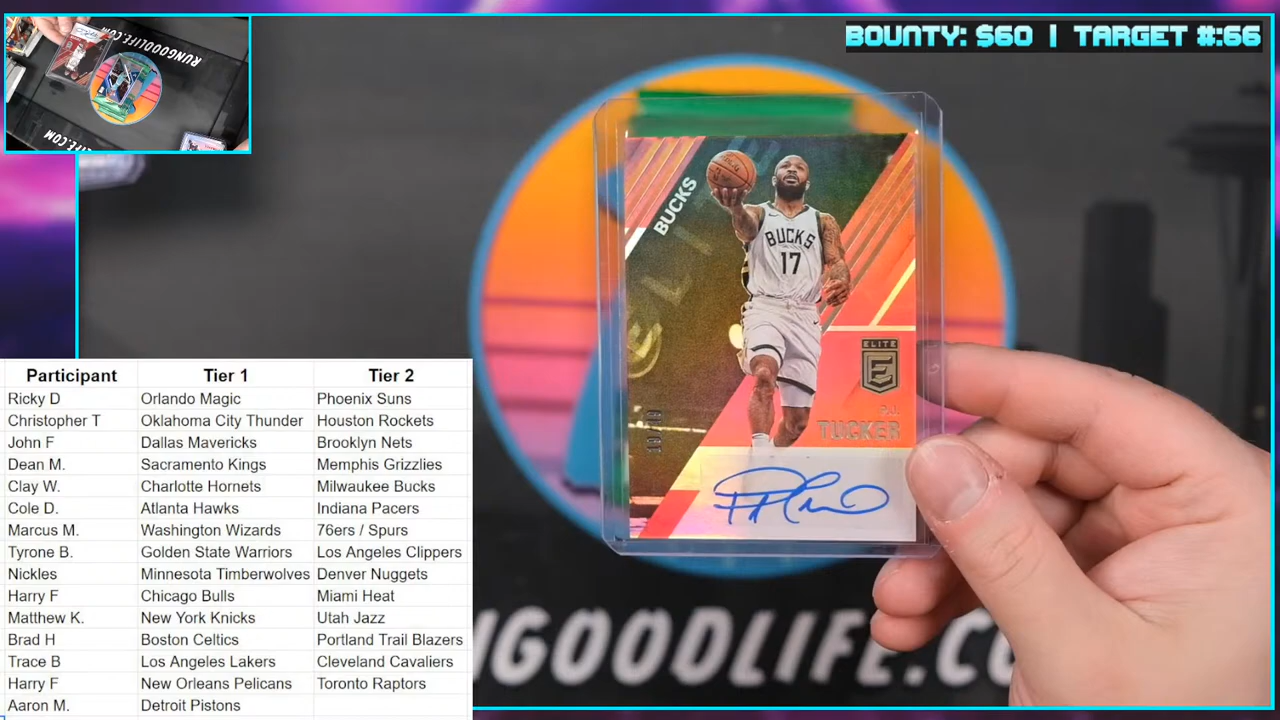 RUNGOODLIFE.COM
LIFE.COM
BOUNTY: $60 | TARGET #:66
BUCKS
BUCKS
17
ELITE
E
P.J.
TUCKER
NGOODLIFE.CO
Participant Tier 1 Tier 2
Ricky D Orlando Magic Phoenix Suns
Christopher T Oklahoma City Thunder Houston Rockets
John F Dallas Mavericks Brooklyn Nets
Dean M. Sacramento Kings Memphis Grizzlies
Clay W. Charlotte Hornets Milwaukee Bucks
Cole D. Atlanta Hawks Indiana Pacers
Marcus M. Washington Wizards 76ers / Spurs
Tyrone B. Golden State Warriors Los Angeles Clippers
Nickles Minnesota Timberwolves Denver Nuggets
Harry F Chicago Bulls Miami Heat
Matthew K. New York Knicks Utah Jazz
Brad H Boston Celtics Portland Trail Blazers
Trace B Los Angeles Lakers Cleveland Cavaliers
Harry F New Orleans Pelicans Toronto Raptors
Aaron M. Detroit Pistons